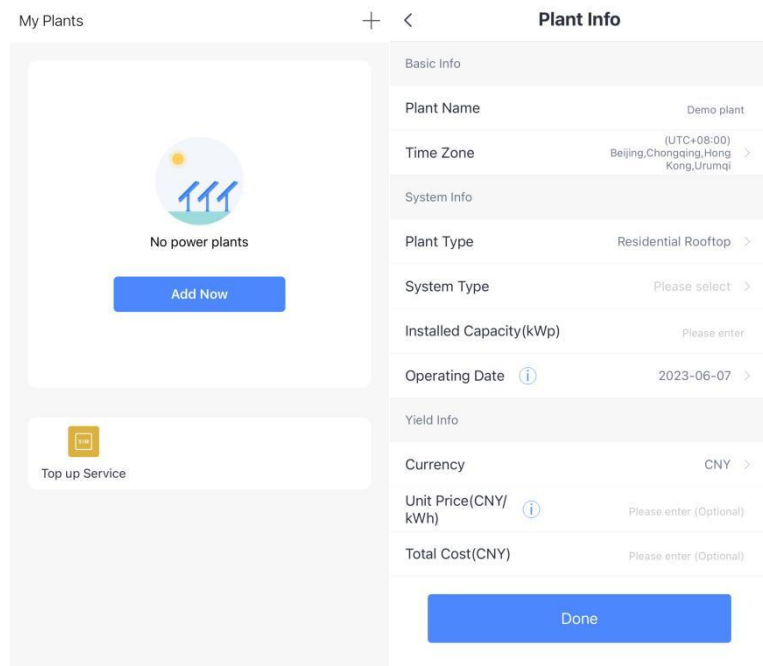 My Plants
No power plants
Add Now
SIM
Top up Service
Plant Info
Basic Info
Plant Name
Demo plant
Time Zone
(UTC+08:00)
Beijing,Chongqing,Hong
Kong,Urumqi
System Info
Plant Type
Residential Rooftop
System Type
Please select
Installed Capacity(kWp)
Please enter
Operating Date
2023-06-07
Yield Info
Currency
CNY
Unit Price(CNY/
kWh)
Please enter (Optional)
Total Cost(CNY)
Please enter (Optional)
Done